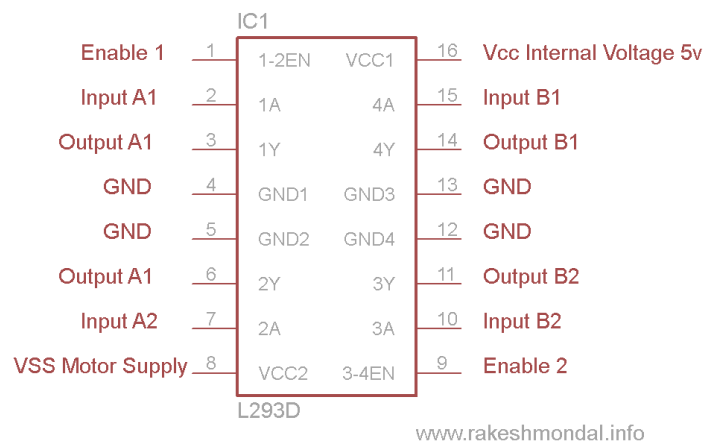 IC1
Enable 1 1 1-2EN VCC1 16 Vcc Internal Voltage 5v
Input A1 2 1A 4A 15 Input B1
Output A1 3 1Y 4Y 14 Output B1
GND 4 GND1 GND3 13 GND
GND 5 GND2 GND4 12 GND
Output A1 6 2Y 3Y 11 Output B2
Input A2 7 2A 3A 10 Input B2
VSS Motor Supply 8 VCC2 3-4EN 9 Enable 2
L293D
www.rakeshmondal.info